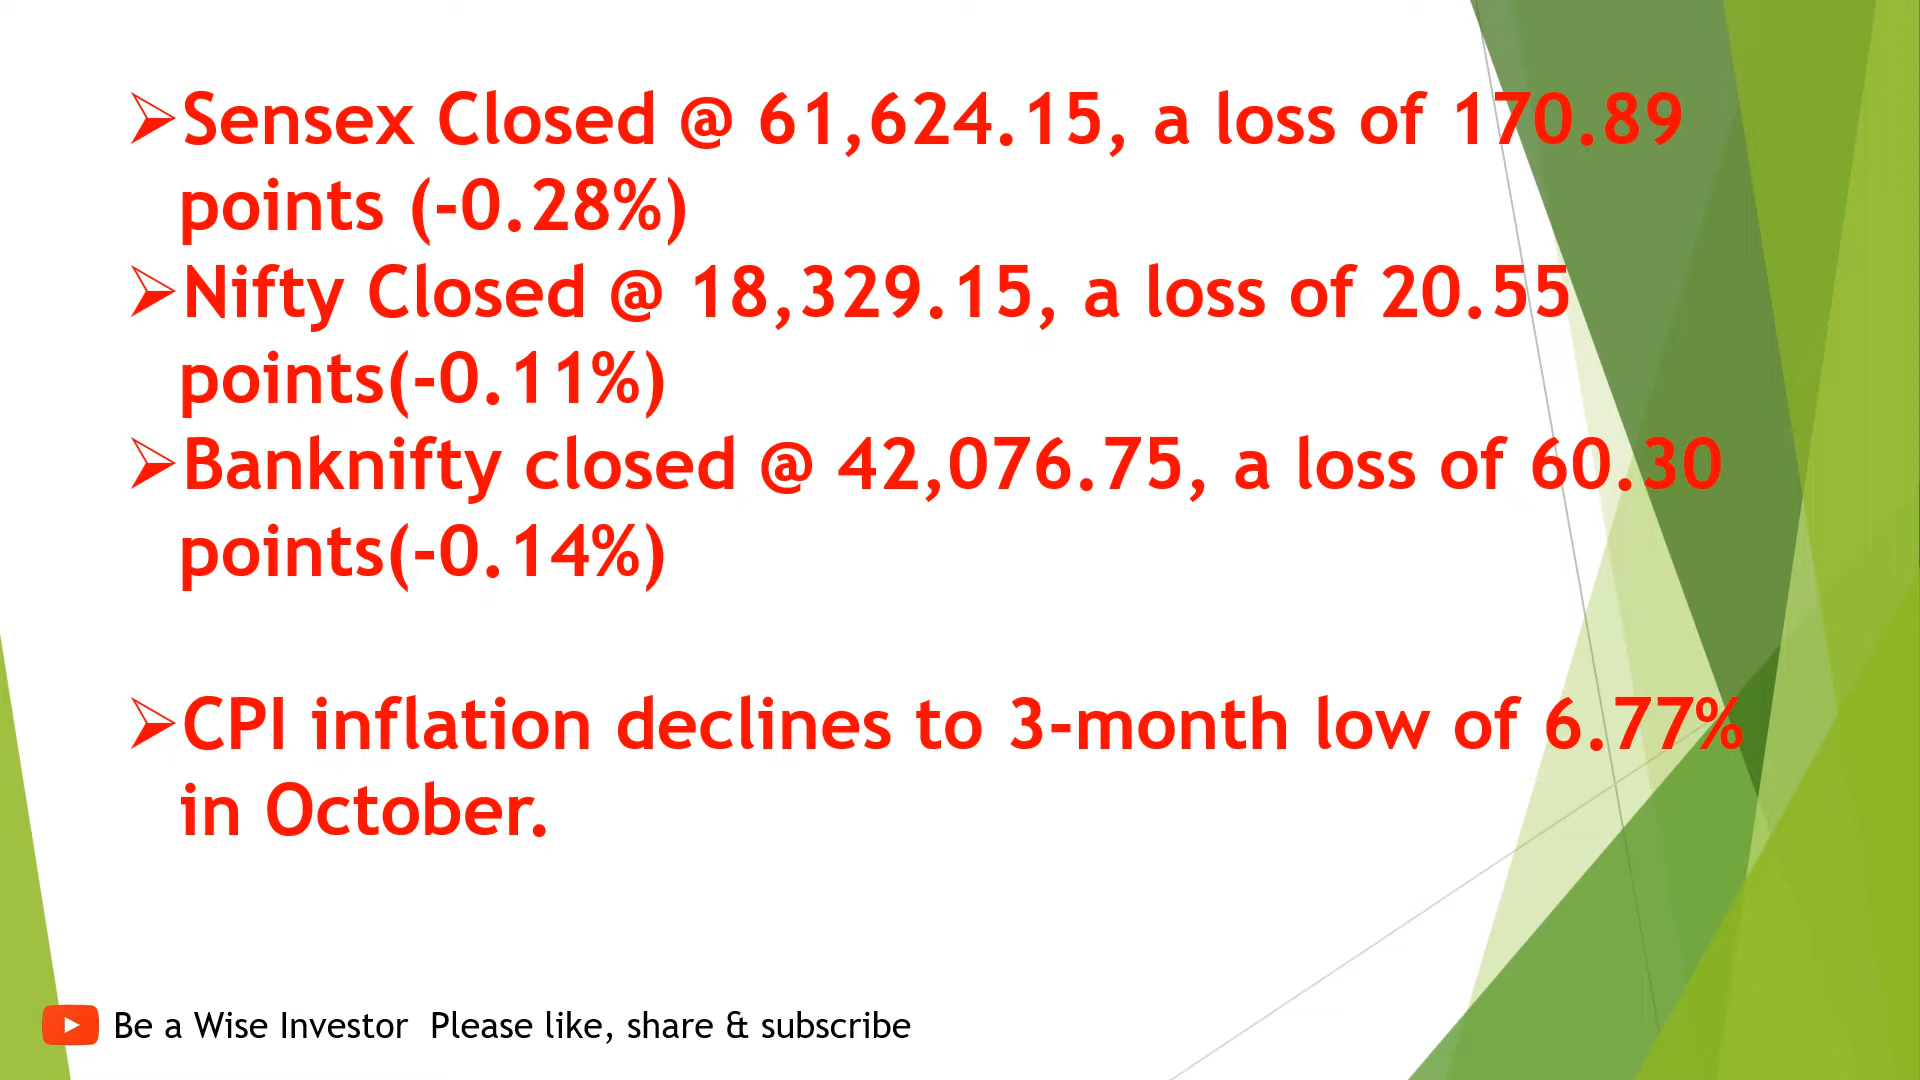 ➢Sensex Closed @ 61,624.15, a loss of 170.89
points (-0.28%)
➢Nifty Closed @ 18,329.15, a loss of 20.55
points(-0.11%)
➢Banknifty closed @ 42,076.75, a loss of 60.30
points(-0.14%)
➢CPI inflation declines to 3-month low of 6.77%
in October.
Be a Wise Investor  Please like, share & subscribe